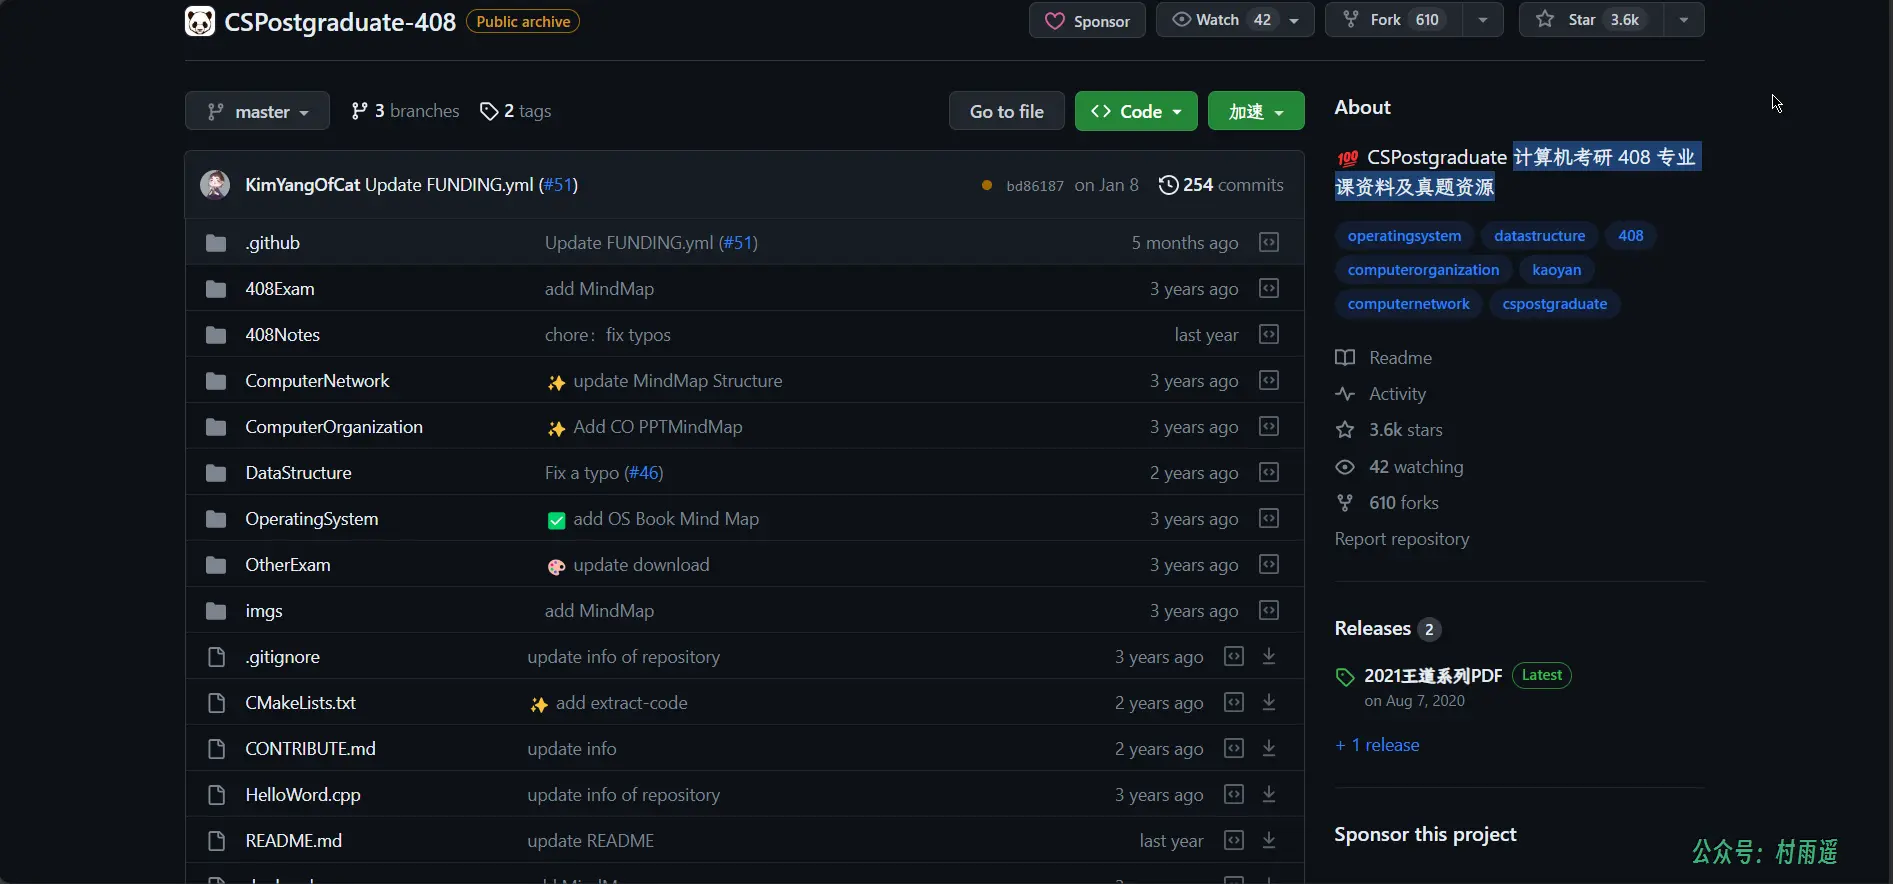 CSPostgraduate-408 Public archive Sponsor Watch 42 Fork 610 Star 3.6k
master 3 branches 2 tags Go to file Code 加速
KimYangOfCat Update FUNDING.yml (#51) bd86187 on Jan 8 254 commits
.github Update FUNDING.yml (#51) 5 months ago
408Exam add MindMap 3 years ago
408Notes chore：fix typos last year
ComputerNetwork ✨ update MindMap Structure 3 years ago
ComputerOrganization ✨ Add CO PPTMindMap 3 years ago
DataStructure Fix a typo (#46) 2 years ago
OperatingSystem ✅ add OS Book Mind Map 3 years ago
OtherExam 🎨 update download 3 years ago
imgs add MindMap 3 years ago
.gitignore update info of repository 3 years ago
CMakeLists.txt ✨ add extract-code 2 years ago
CONTRIBUTE.md update info 2 years ago
HelloWord.cpp update info of repository 3 years ago
README.md update README last year
About
💯 CSPostgraduate 计算机考研 408 专业
课资料及真题资源
operatingsystem datastructure 408
computerorganization kaoyan
computernetwork cspostgraduate
Readme
Activity
3.6k stars
42 watching
610 forks
Report repository
Releases 2
2021王道系列PDF Latest
on Aug 7, 2020
+ 1 release
Sponsor this project
公众号：村雨遥